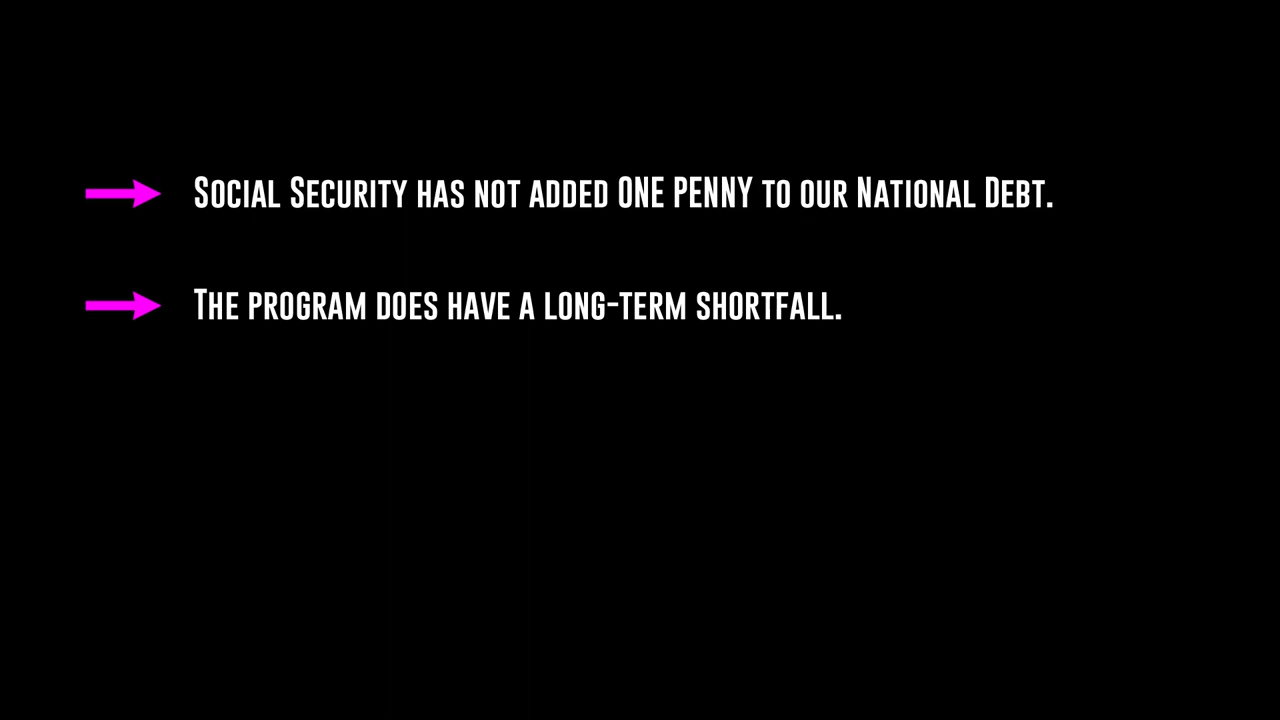 Social Security has not added ONE PENNY to our National Debt.
The program does have a long-term shortfall.